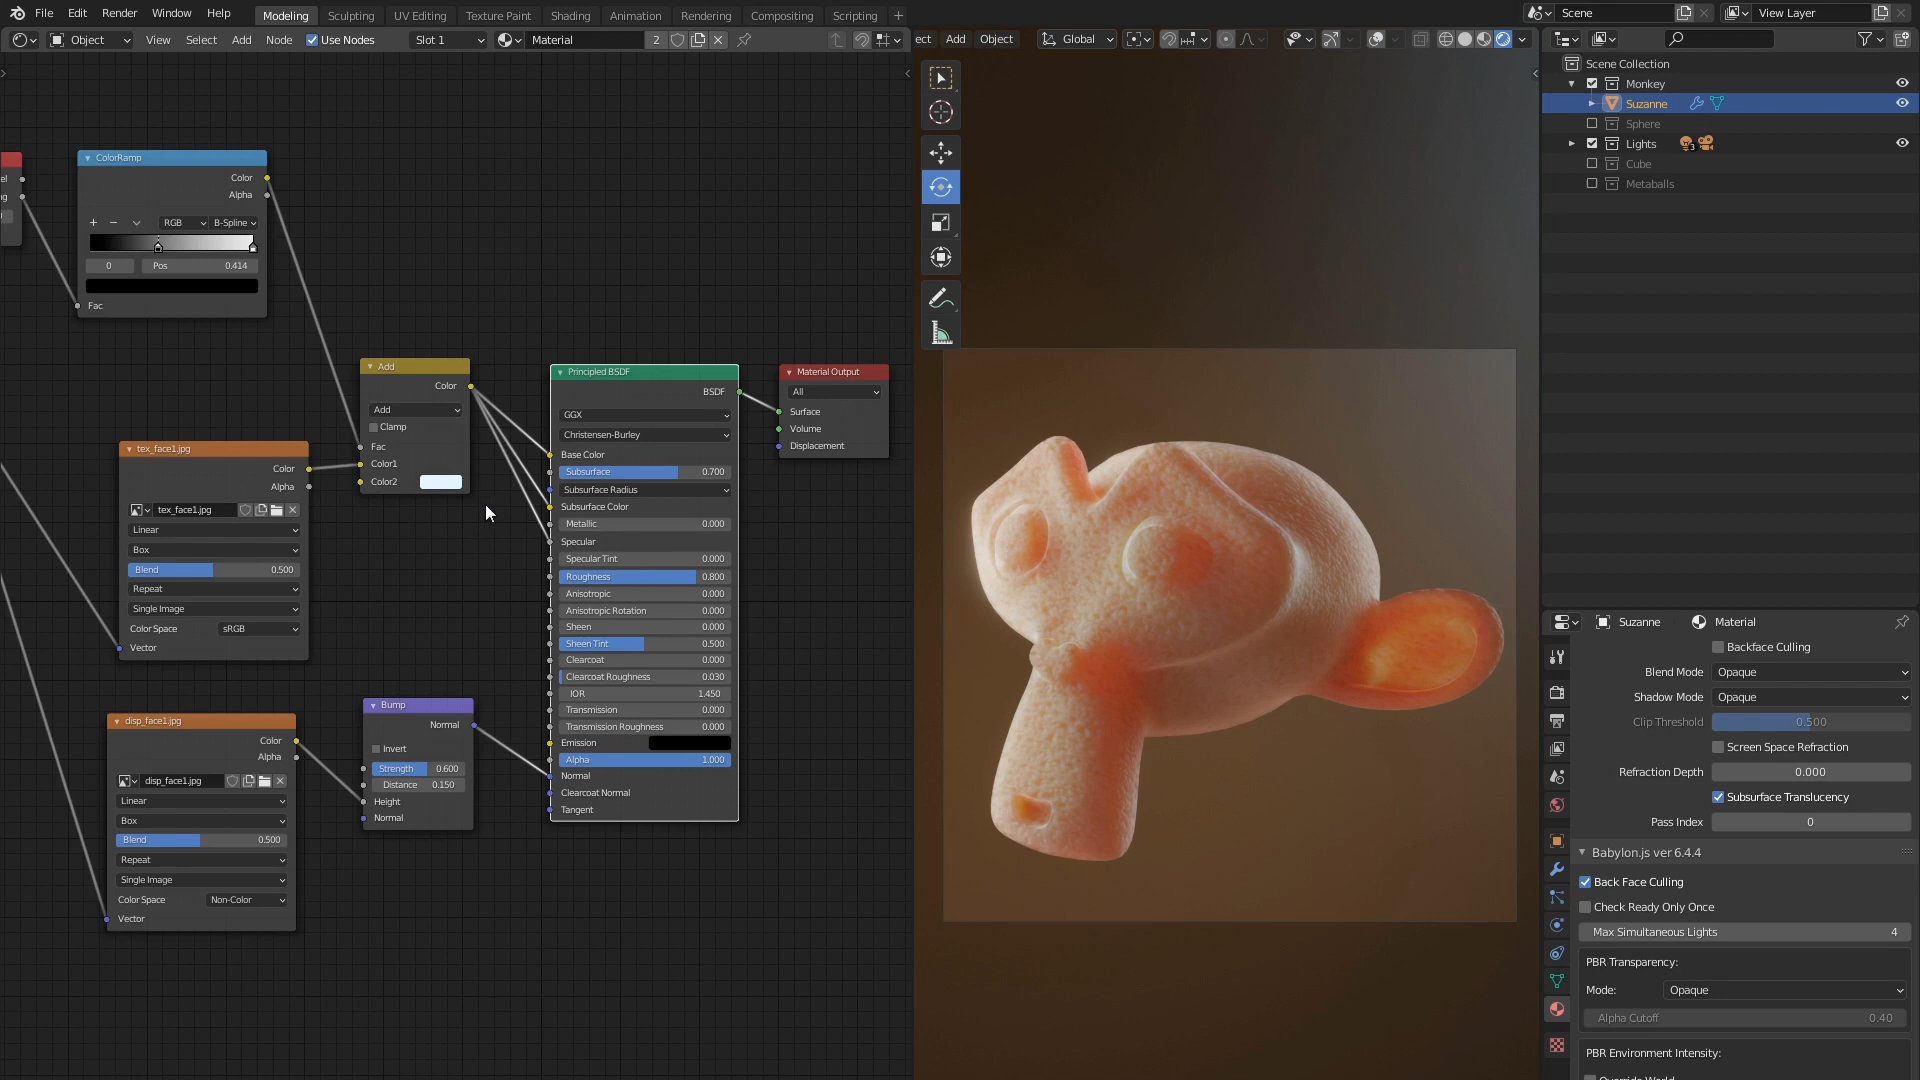 File Edit Render Window Help Modeling Sculpting UV Editing Texture Paint Shading Animation Rendering Compositing Scripting + Scene View Layer
Object View Select Add Node Use Nodes Slot 1 Material 2
ect Add Object Global
Scene Collection
Monkey
Suzanne
Sphere
Lights 3
Cube
Metaballs
el
g
ColorRamp
Color
Alpha
+ − RGB B-Spline
0 Pos 0.414
Fac
Add
Color
Add
Clamp
Fac
Color1
Color2
tex_face1.jpg
Color
Alpha
tex_face1.jpg
Linear
Box
Blend 0.500
Repeat
Single Image
Color Space sRGB
Vector
disp_face1.jpg
Color
Alpha
disp_face1.jpg
Linear
Box
Blend 0.500
Repeat
Single Image
Color Space Non-Color
Vector
Bump
Normal
Invert
Strength 0.600
Distance 0.150
Height
Normal
Principled BSDF
BSDF
GGX
Christensen-Burley
Base Color
Subsurface 0.700
Subsurface Radius
Subsurface Color
Metallic 0.000
Specular
Specular Tint 0.000
Roughness 0.800
Anisotropic 0.000
Anisotropic Rotation 0.000
Sheen 0.000
Sheen Tint 0.500
Clearcoat 0.000
Clearcoat Roughness 0.030
IOR 1.450
Transmission 0.000
Transmission Roughness 0.000
Emission
Alpha 1.000
Normal
Clearcoat Normal
Tangent
Material Output
All
Surface
Volume
Displacement
Suzanne Material
Backface Culling
Blend Mode Opaque
Shadow Mode Opaque
Clip Threshold 0.500
Screen Space Refraction
Refraction Depth 0.000
Subsurface Translucency
Pass Index 0
Babylon.js ver 6.4.4
Back Face Culling
Check Ready Only Once
Max Simultaneous Lights 4
PBR Transparency:
Mode: Opaque
Alpha Cutoff 0.40
PBR Environment Intensity: